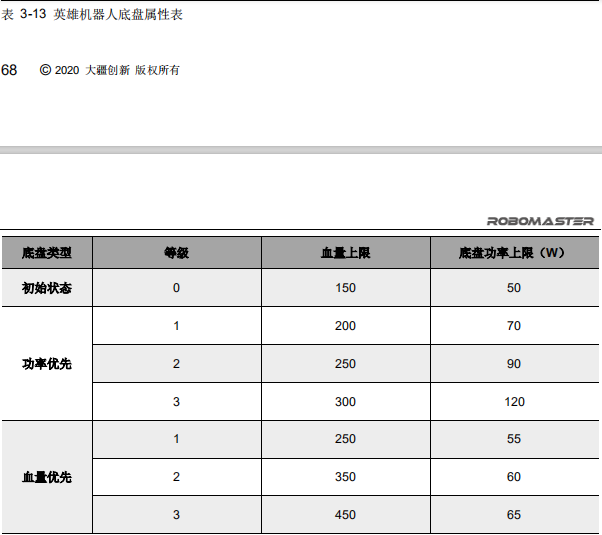 表 3-13 英雄机器人底盘属性表
68 © 2020 大疆创新 版权所有
ROBOMASTER
底盘类型 等级 血量上限 底盘功率上限（W）
初始状态 0 150 50
1 200 70
功率优先 2 250 90
3 300 120
1 250 55
血量优先 2 350 60
3 450 65